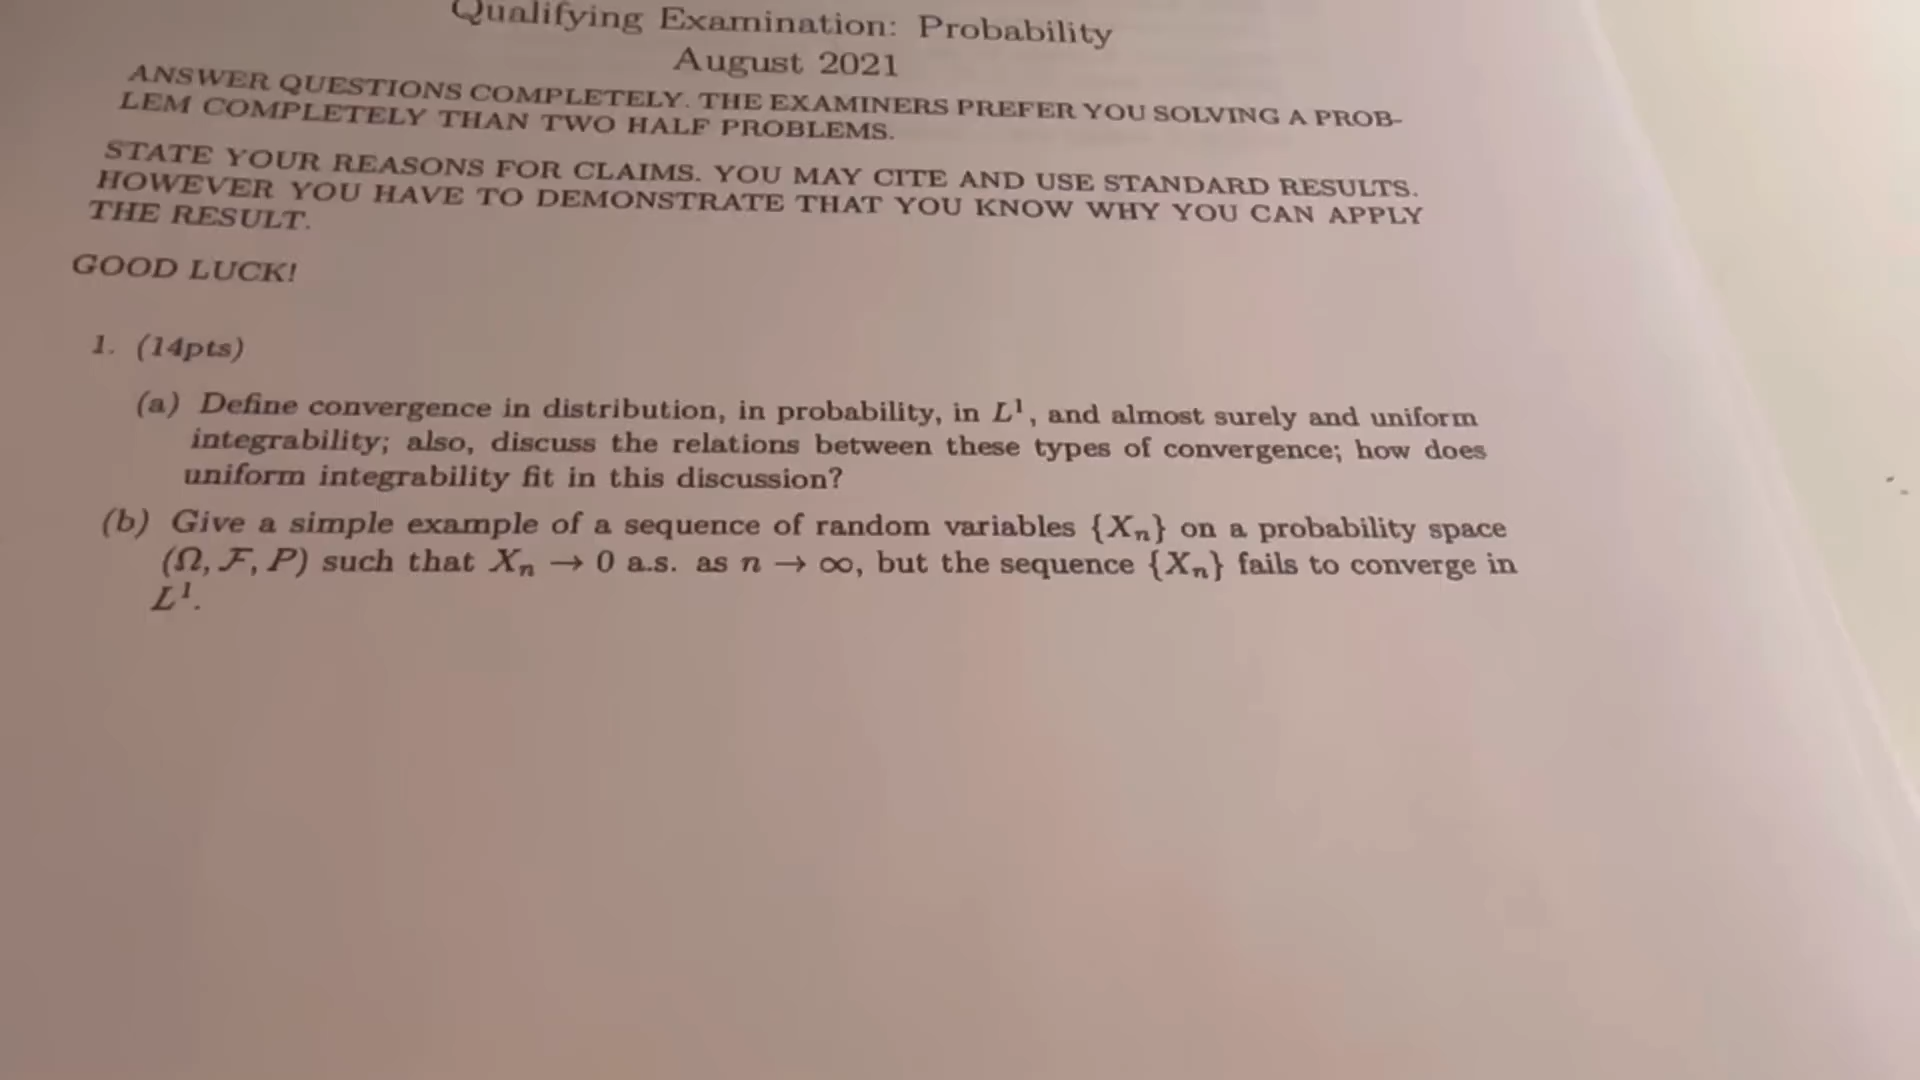 Qualifying Examination: Probability
August 2021
ANSWER QUESTIONS COMPLETELY. THE EXAMINERS PREFER YOU SOLVING A PROB-
LEM COMPLETELY THAN TWO HALF PROBLEMS.
STATE YOUR REASONS FOR CLAIMS. YOU MAY CITE AND USE STANDARD RESULTS.
HOWEVER YOU HAVE TO DEMONSTRATE THAT YOU KNOW WHY YOU CAN APPLY
THE RESULT.
GOOD LUCK!
1. (14pts)
(a) Define convergence in distribution, in probability, in L¹, and almost surely and uniform
integrability; also, discuss the relations between these types of convergence; how does
uniform integrability fit in this discussion?
(b) Give a simple example of a sequence of random variables {Xₙ} on a probability space
(Ω, ℱ, P) such that Xₙ → 0 a.s. as n → ∞, but the sequence {Xₙ} fails to converge in
L¹.